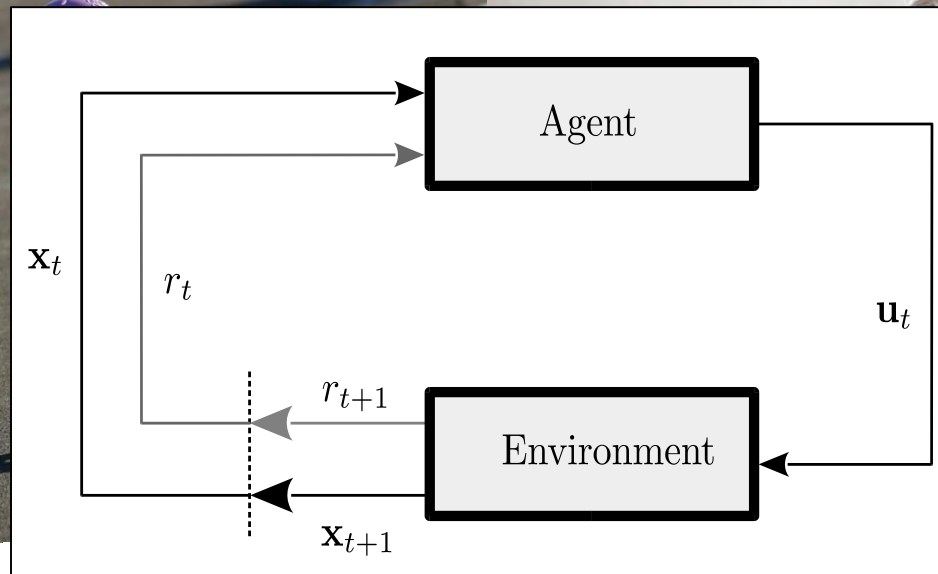 Agent
x_t
r_t
u_t
r_{t+1}
Environment
x_{t+1}